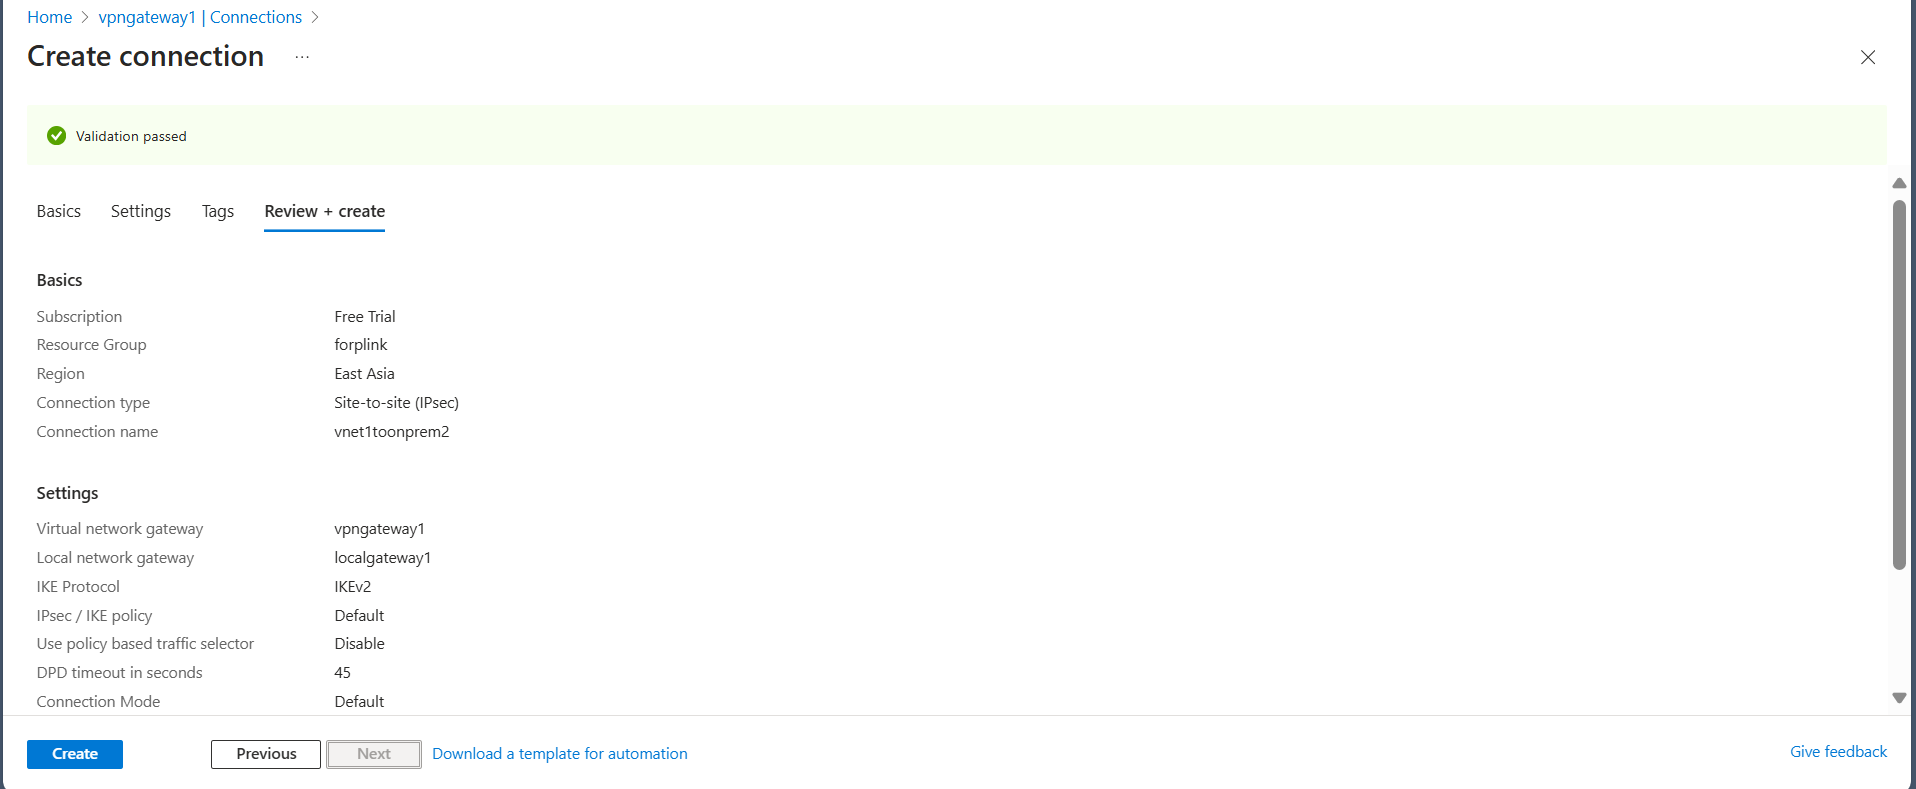 Home > vpngateway1 | Connections >
Create connection ...
Validation passed
Basics Settings Tags Review + create
Basics
Subscription Free Trial
Resource Group forplink
Region East Asia
Connection type Site-to-site (IPsec)
Connection name vnet1toonprem2
Settings
Virtual network gateway vpngateway1
Local network gateway localgateway1
IKE Protocol IKEv2
IPsec / IKE policy Default
Use policy based traffic selector Disable
DPD timeout in seconds 45
Connection Mode Default
Create Previous Next Download a template for automation Give feedback